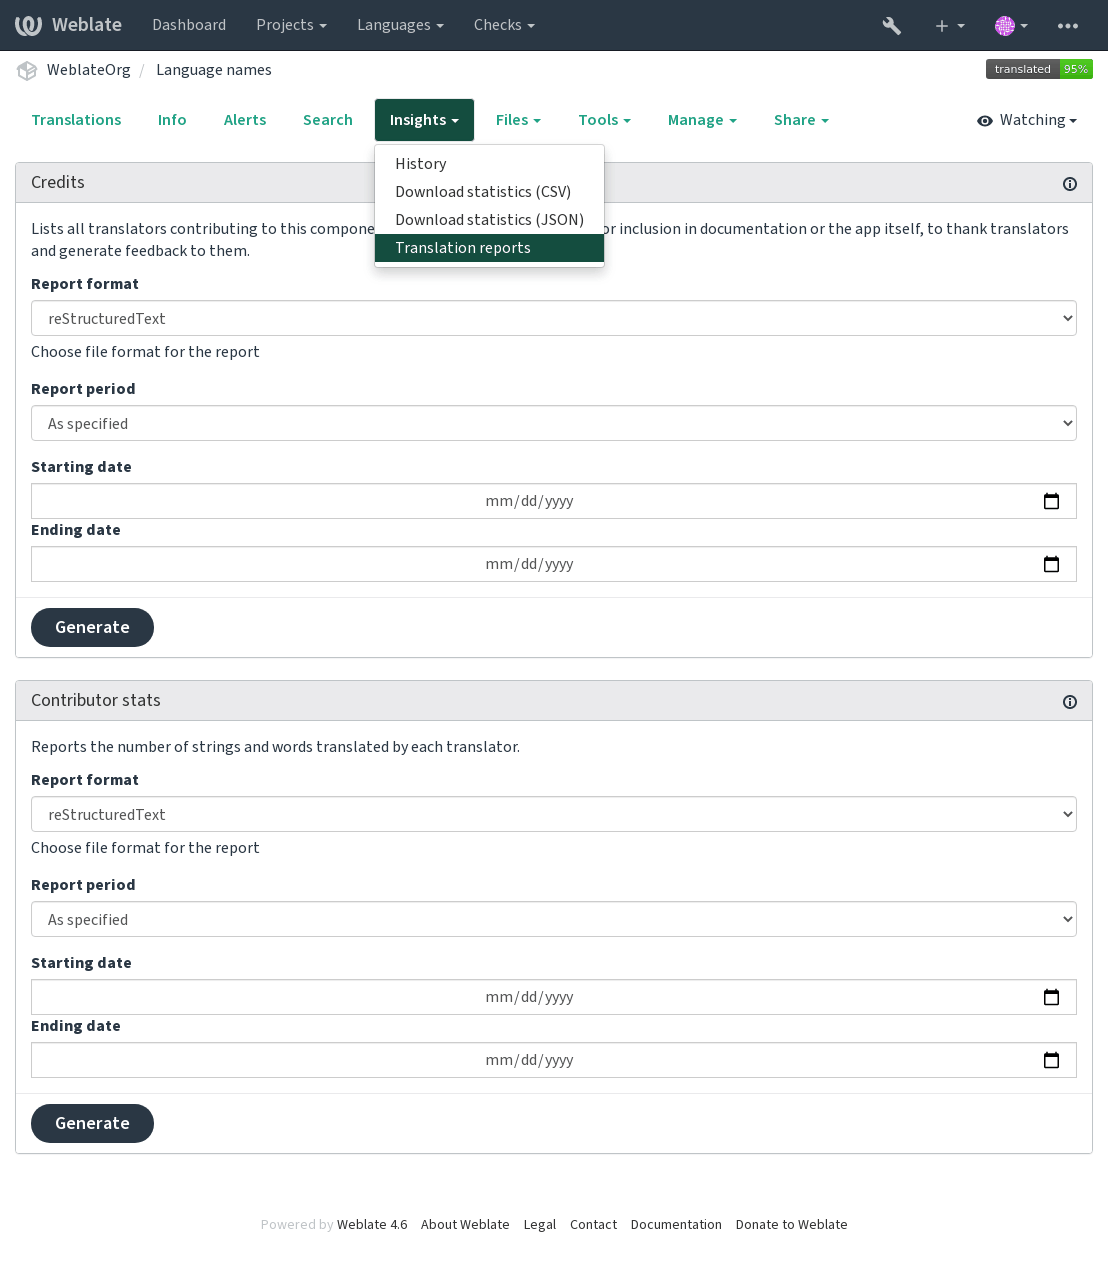 Weblate Dashboard Projects Languages Checks
WeblateOrg / Language names translated 95%
Translations Info Alerts Search Insights Files Tools Manage Share Watching
History
Download statistics (CSV)
Download statistics (JSON)
Translation reports
Credits
Lists all translators contributing to this compone or inclusion in documentation or the app itself, to thank translators
and generate feedback to them.
Report format
reStructuredText
Choose file format for the report
Report period
As specified
Starting date
mm/dd/yyyy
Ending date
mm/dd/yyyy
Generate
Contributor stats
Reports the number of strings and words translated by each translator.
Report format
reStructuredText
Choose file format for the report
Report period
As specified
Starting date
mm/dd/yyyy
Ending date
mm/dd/yyyy
Generate
Powered by Weblate 4.6 About Weblate Legal Contact Documentation Donate to Weblate